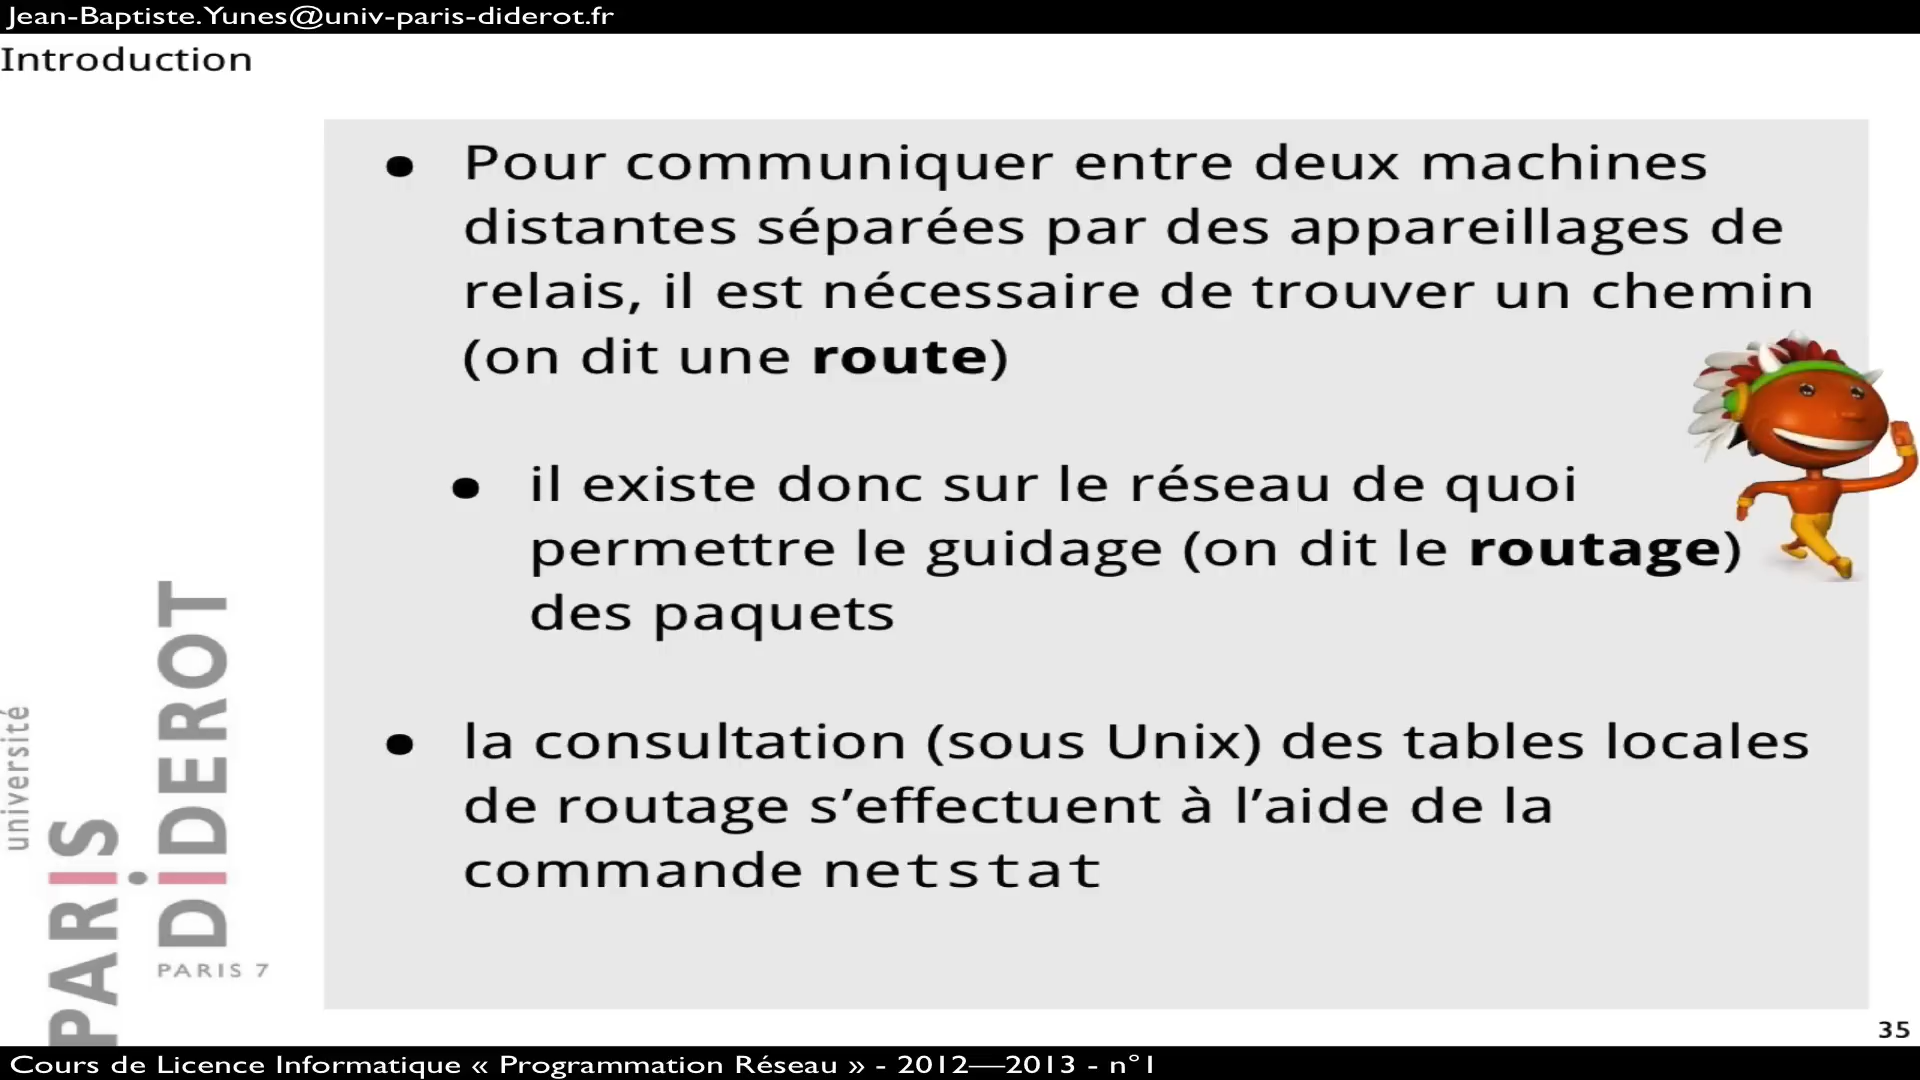 Jean-Baptiste.Yunes@univ-paris-diderot.fr
Introduction
• Pour communiquer entre deux machines
distantes séparées par des appareillages de
relais, il est nécessaire de trouver un chemin
(on dit une route)
• il existe donc sur le réseau de quoi
permettre le guidage (on dit le routage)
des paquets
• la consultation (sous Unix) des tables locales
de routage s’effectuent à l’aide de la
commande netstat
université
PARIS
DIDEROT
PARIS 7
35
Cours de Licence Informatique « Programmation Réseau » - 2012—2013 - n°1